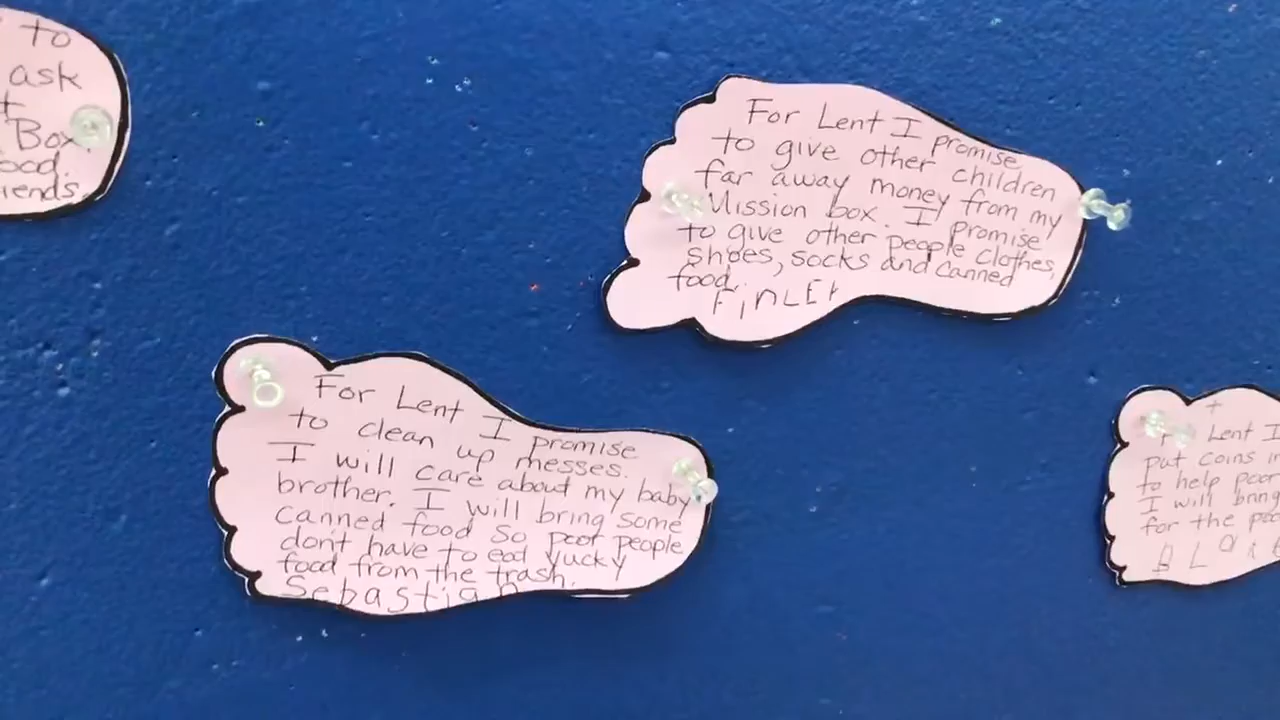 to
ask
Box.
ood
iends.
For Lent I promise
to give other children
far away money from my
Mission box. I promise
to give other people clothes,
shoes, socks and canned
food.
FinLEY
For Lent I promise
to clean up messes.
I will care about my baby
brother. I will bring some
canned food so poor people
don't have to eat yucky
food from the trash.
Sebastian
Lent I
put coins in
to help poor
I will bring
for the peo